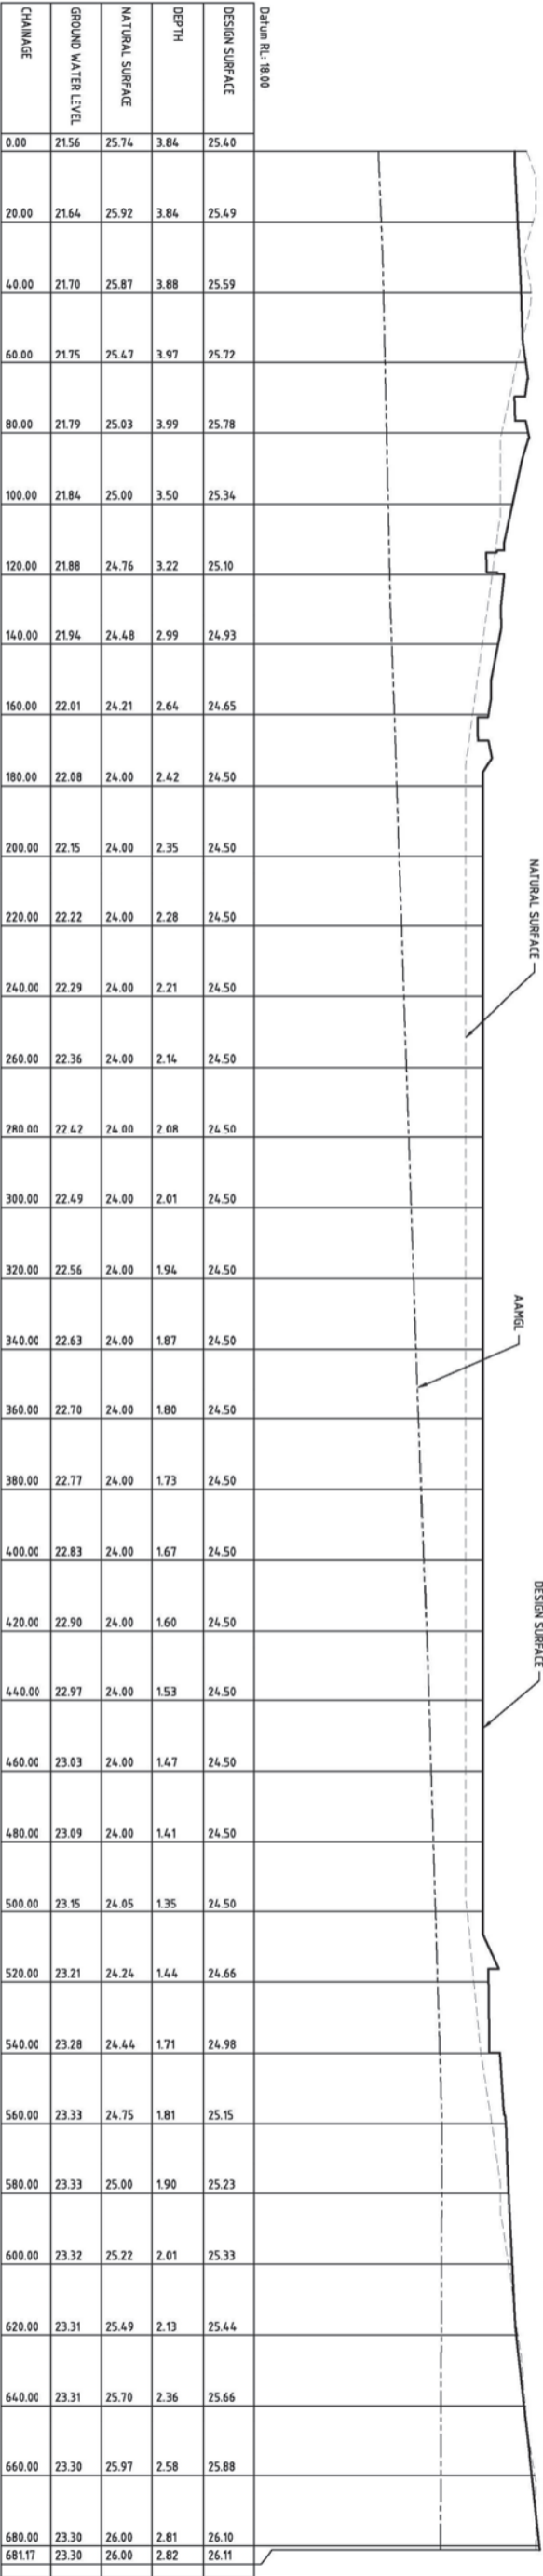 Datum RL: 18.00
DESIGN SURFACE 25.40 25.49 25.59 25.72 25.78 25.34 25.10 24.93 24.65 24.50 24.50 24.50 24.50 24.50 24.50 24.50 24.50 24.50 24.50 24.50 24.50 24.50 24.50 24.50 24.50 24.50 24.66 24.98 25.15 25.23 25.33 25.44 25.66 25.88 26.10 26.11
DEPTH 3.84 3.84 3.88 3.97 3.99 3.50 3.22 2.99 2.64 2.42 2.35 2.28 2.21 2.14 2.08 2.01 1.94 1.87 1.80 1.73 1.67 1.60 1.53 1.47 1.41 1.35 1.44 1.71 1.81 1.90 2.01 2.13 2.36 2.58 2.81 2.82
NATURAL SURFACE 25.74 25.92 25.87 25.47 25.03 25.00 24.76 24.48 24.21 24.00 24.00 24.00 24.00 24.00 24.00 24.00 24.00 24.00 24.00 24.00 24.00 24.00 24.00 24.00 24.00 24.05 24.24 24.44 24.75 25.00 25.22 25.49 25.70 25.97 26.00 26.00
GROUND WATER LEVEL 21.56 21.64 21.70 21.75 21.79 21.84 21.88 21.94 22.01 22.08 22.15 22.22 22.29 22.36 22.42 22.49 22.56 22.63 22.70 22.77 22.83 22.90 22.97 23.03 23.09 23.15 23.21 23.28 23.33 23.33 23.32 23.31 23.31 23.30 23.30 23.30
CHAINAGE 0.00 20.00 40.00 60.00 80.00 100.00 120.00 140.00 160.00 180.00 200.00 220.00 240.00 260.00 280.00 300.00 320.00 340.00 360.00 380.00 400.00 420.00 440.00 460.00 480.00 500.00 520.00 540.00 560.00 580.00 600.00 620.00 640.00 660.00 680.00 681.17
NATURAL SURFACE
AAMGL
DESIGN SURFACE